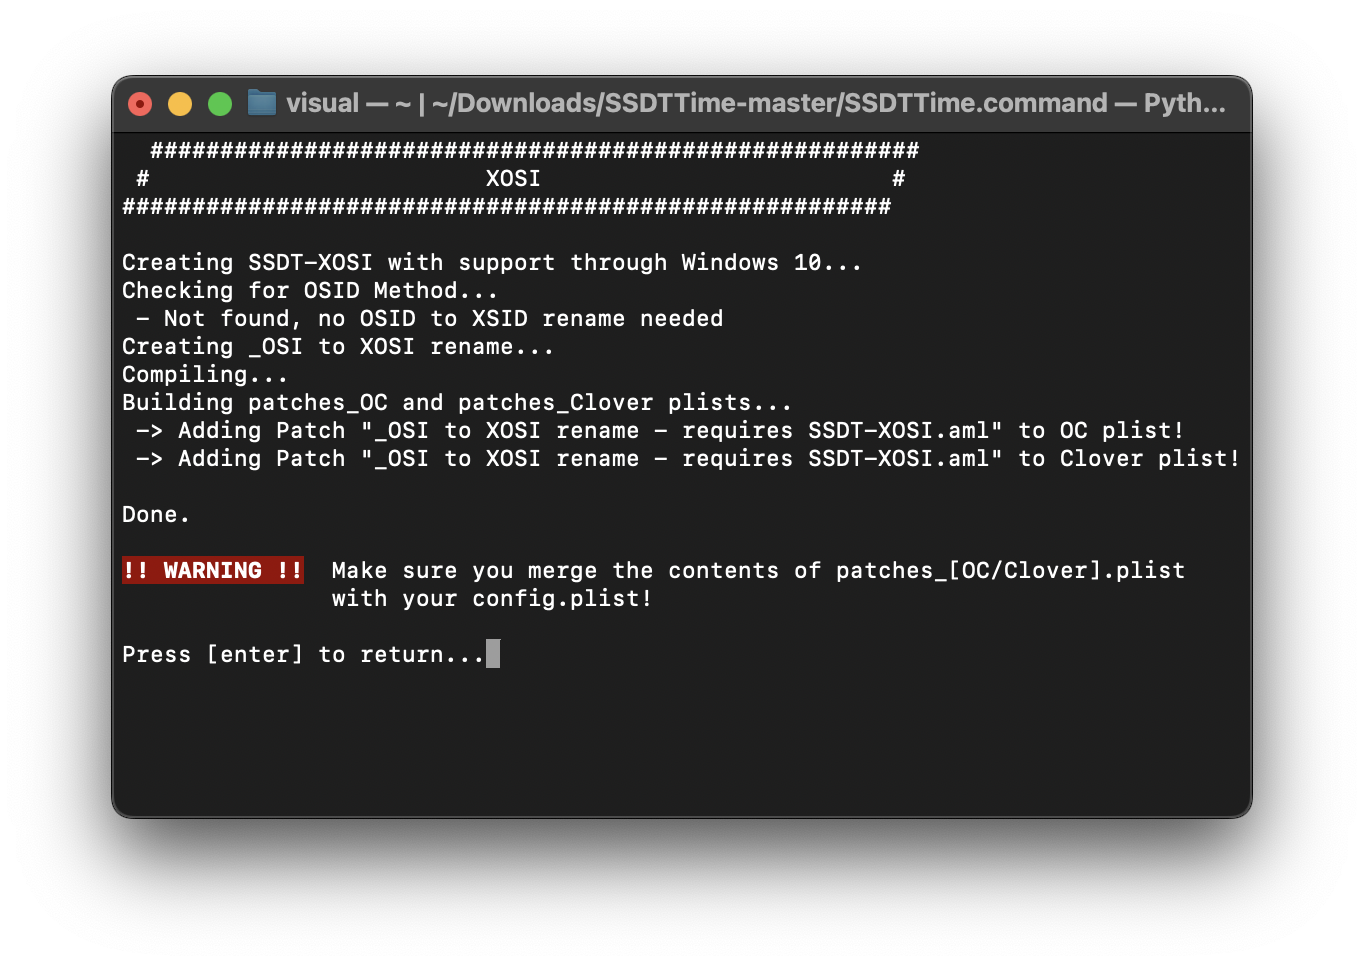 visual — ~ | ~/Downloads/SSDTTime-master/SSDTTime.command — Pyth...
#######################################################
# XOSI #
#######################################################
Creating SSDT-XOSI with support through Windows 10...
Checking for OSID Method...
- Not found, no OSID to XSID rename needed
Creating _OSI to XOSI rename...
Compiling...
Building patches_OC and patches_Clover plists...
-> Adding Patch "_OSI to XOSI rename - requires SSDT-XOSI.aml" to OC plist!
-> Adding Patch "_OSI to XOSI rename - requires SSDT-XOSI.aml" to Clover plist!
Done.
!! WARNING !! Make sure you merge the contents of patches_[OC/Clover].plist
with your config.plist!
Press [enter] to return...